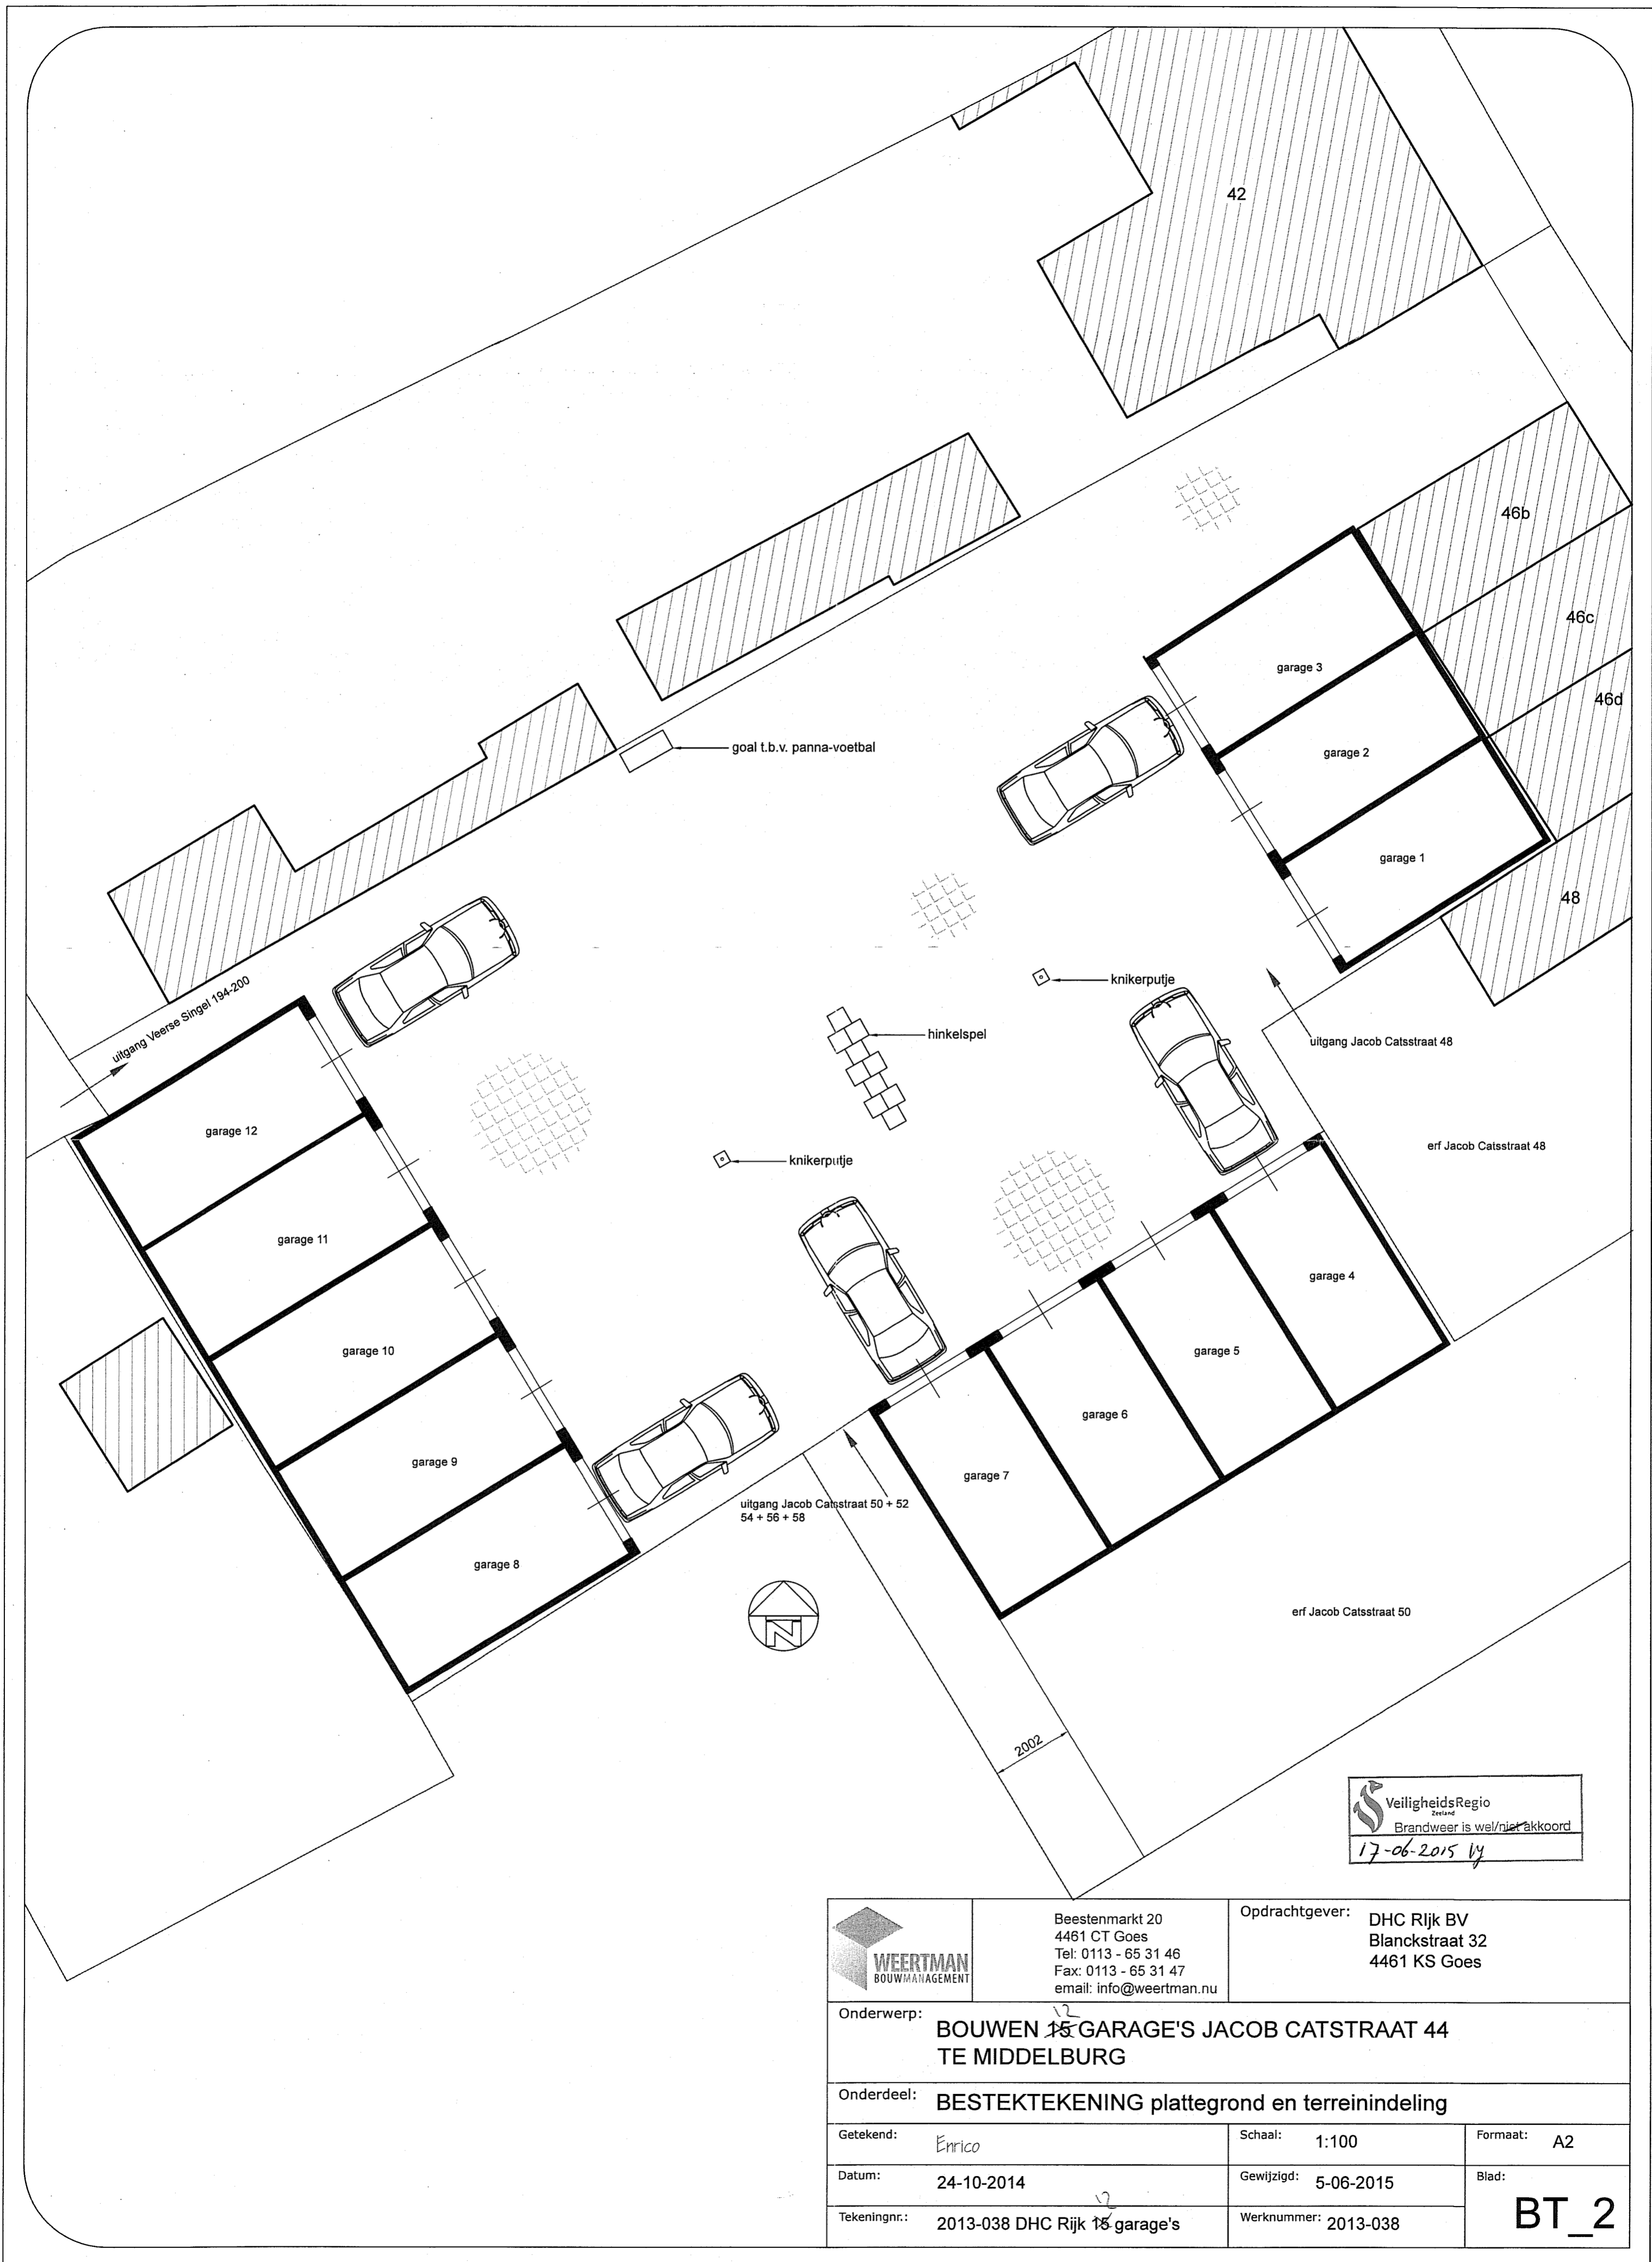 42
46b
46c
46d
48
garage 3
garage 2
garage 1
goal t.b.v. panna-voetbal
knikerputje
hinkelspel
uitgang Jacob Catsstraat 48
uitgang Veerse Singel 194-200
erf Jacob Catsstraat 48
knikerputje
garage 12
garage 11
garage 10
garage 9
garage 8
garage 4
garage 5
garage 6
garage 7
uitgang Jacob Catsstraat 50 + 52
54 + 56 + 58
N
erf Jacob Catsstraat 50
2002
VeiligheidsRegio
Zeeland
Brandweer is wel/niet akkoord
17-06-2015
WEERTMAN
BOUWMANAGEMENT
Beestenmarkt 20
4461 CT Goes
Tel: 0113 - 65 31 46
Fax: 0113 - 65 31 47
email: info@weertman.nu
Opdrachtgever:
DHC RIjk BV
Blanckstraat 32
4461 KS Goes
Onderwerp:
12
BOUWEN 15 GARAGE'S JACOB CATSTRAAT 44
TE MIDDELBURG
Onderdeel:
BESTEKTEKENING plattegrond en terreinindeling
Getekend:
Enrico
Schaal:
1:100
Formaat:
A2
Datum:
24-10-2014
Gewijzigd:
5-06-2015
Blad:
BT_2
Tekeningnr.:
12
2013-038 DHC Rijk 15 garage's
Werknummer:
2013-038